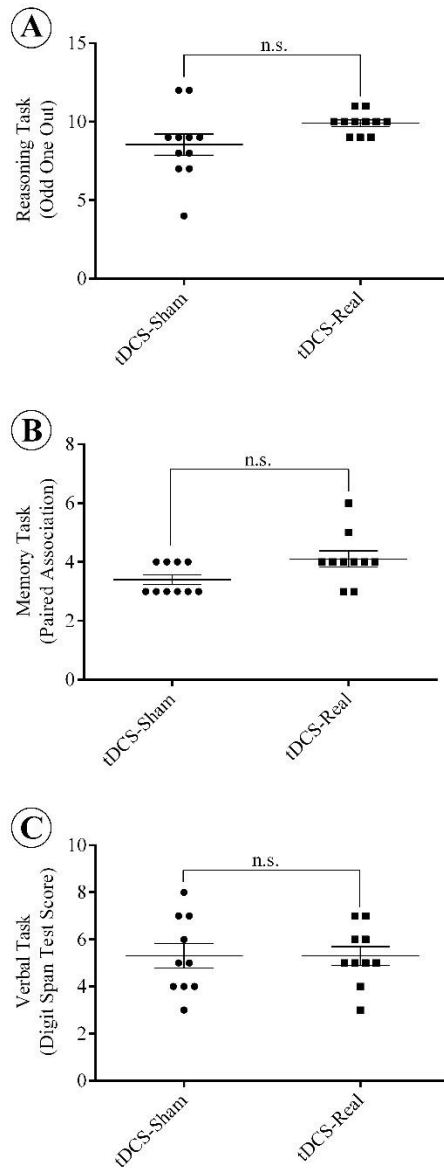 A
n.s.
15
10
5
0
Reasoning Task
(Odd One Out)
tDCS-Sham
tDCS-Real
B
n.s.
8
6
4
2
0
Memory Task
(Paired Association)
tDCS-Sham
tDCS-Real
C
n.s.
10
8
6
4
2
0
Verbal Task
(Digit Span Test Score)
tDCS-Sham
tDCS-Real